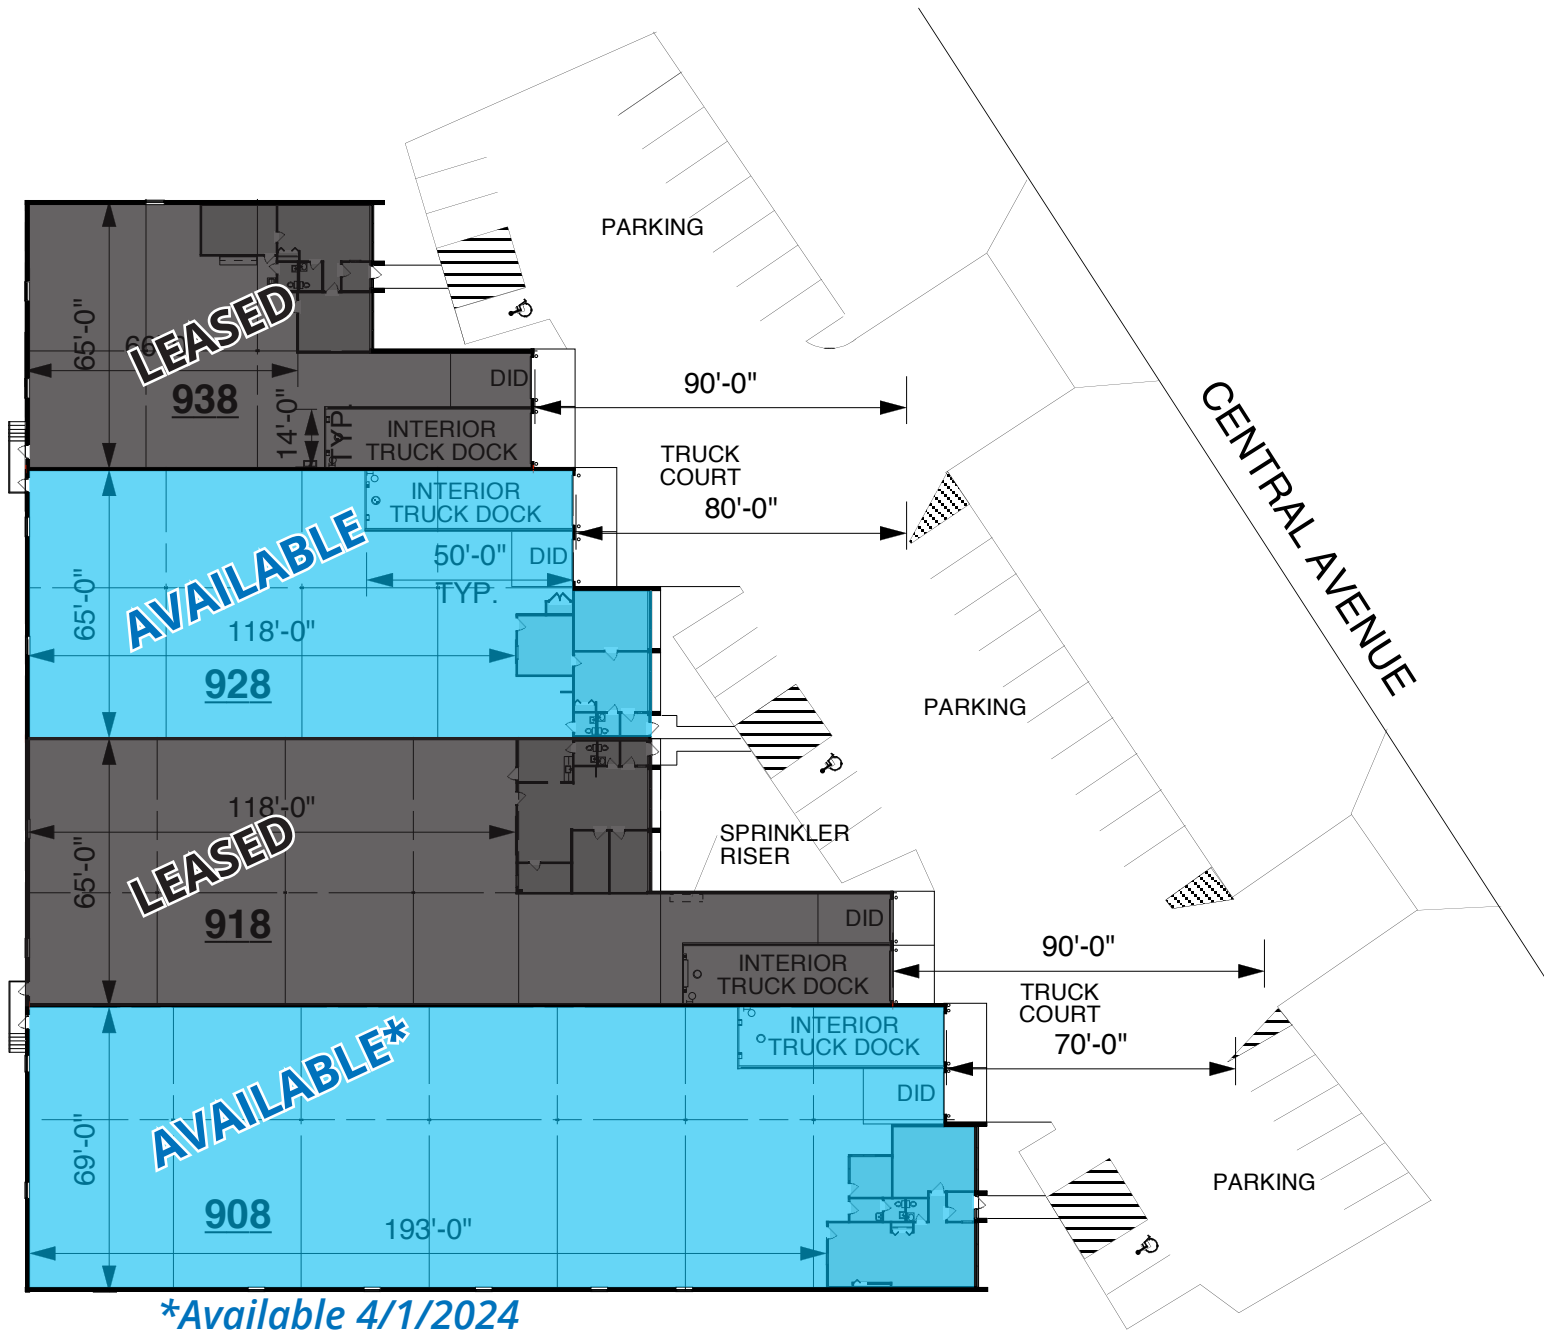 PARKING
65'-0"
LEASED
938
DID
14'-0"
TYP.
INTERIOR
TRUCK DOCK
90'-0"
TRUCK
COURT
80'-0"
CENTRAL AVENUE
INTERIOR
TRUCK DOCK
AVAILABLE
50'-0"
TYP.
DID
65'-0"
118'-0"
928
PARKING
118'-0"
LEASED
65'-0"
918
SPRINKLER
RISER
DID
INTERIOR
TRUCK DOCK
90'-0"
TRUCK
COURT
70'-0"
INTERIOR
TRUCK DOCK
AVAILABLE*
DID
69'-0"
908
193'-0"
PARKING
*Available 4/1/2024